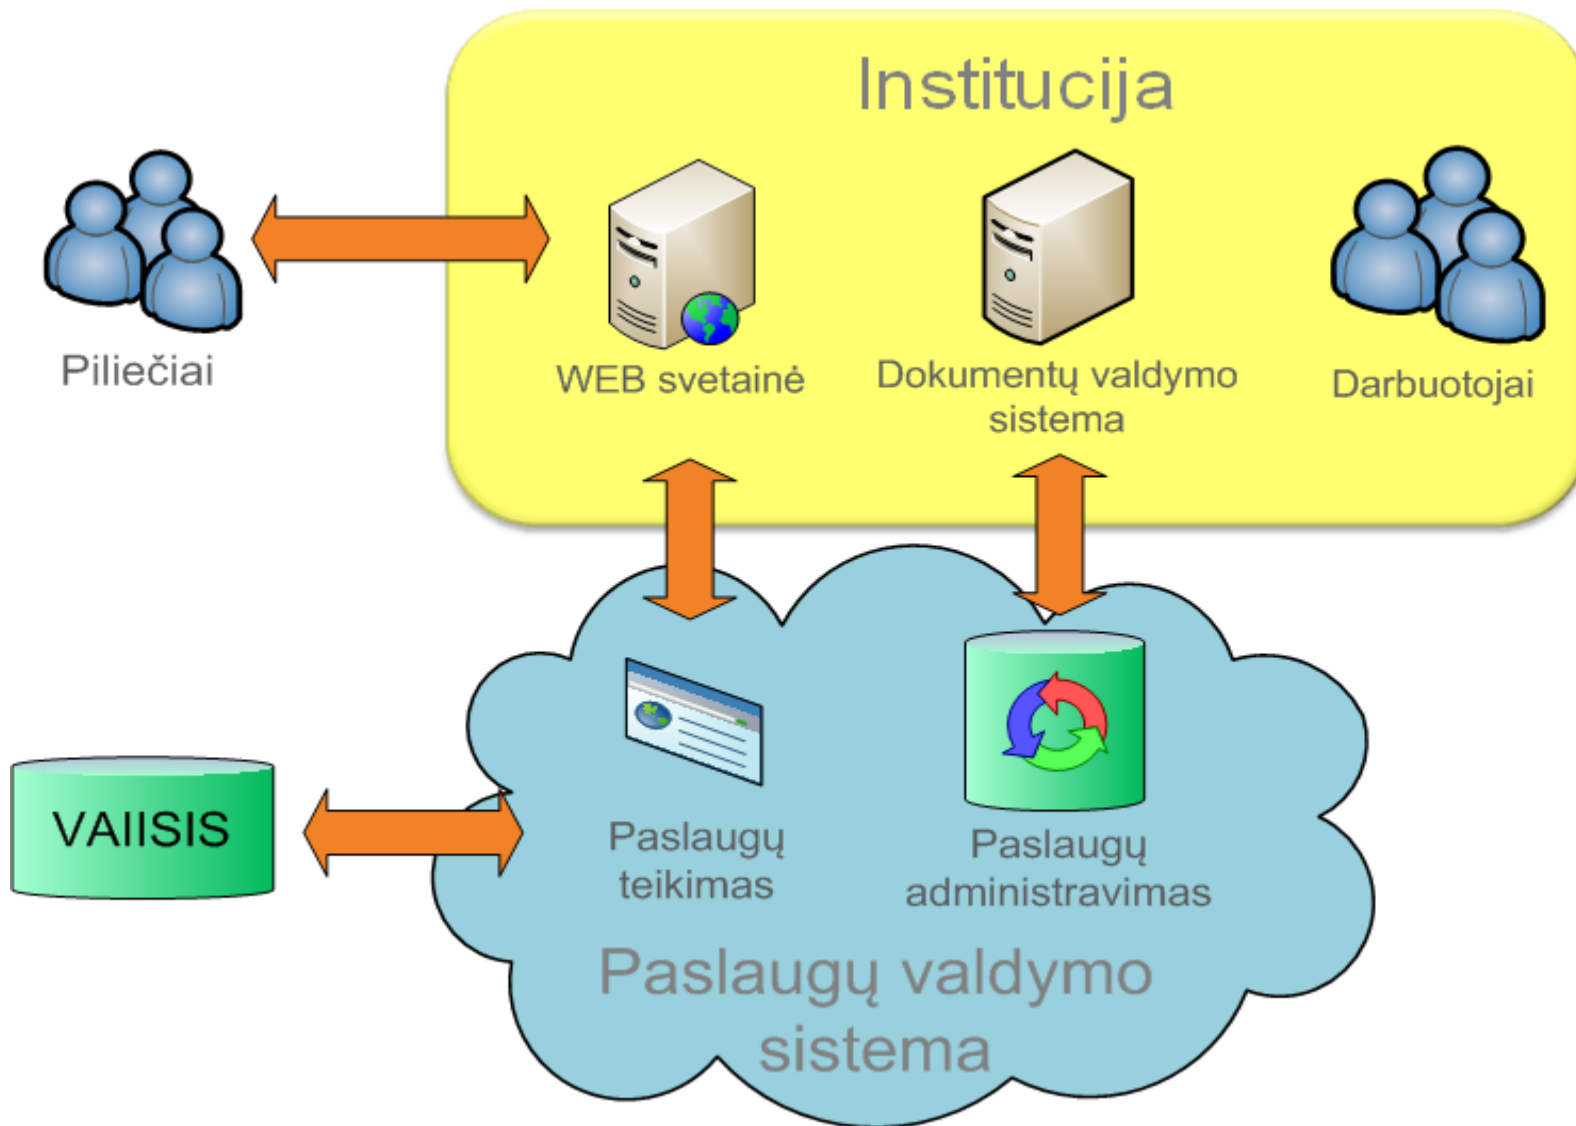 Institucija
Piliečiai
WEB svetainė
Dokumentų valdymo
sistema
Darbuotojai
VAIISIS
Paslaugų
teikimas
Paslaugų
administravimas
Paslaugų valdymo
sistema